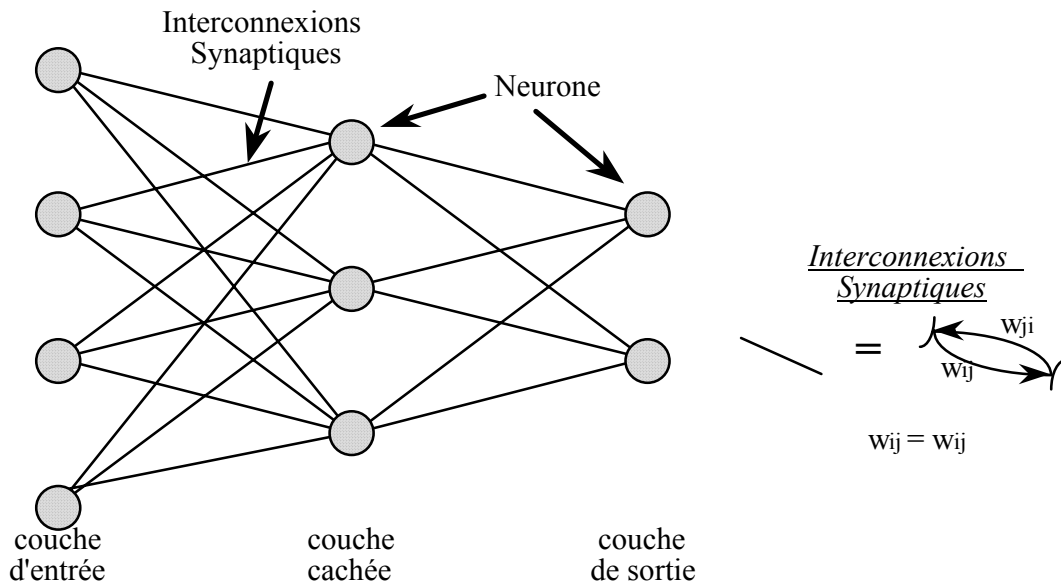 Interconnexions
Synaptiques
Neurone
Interconnexions
Synaptiques
=
wji
wij
wij = wij
couche
d'entrée
couche
cachée
couche
de sortie